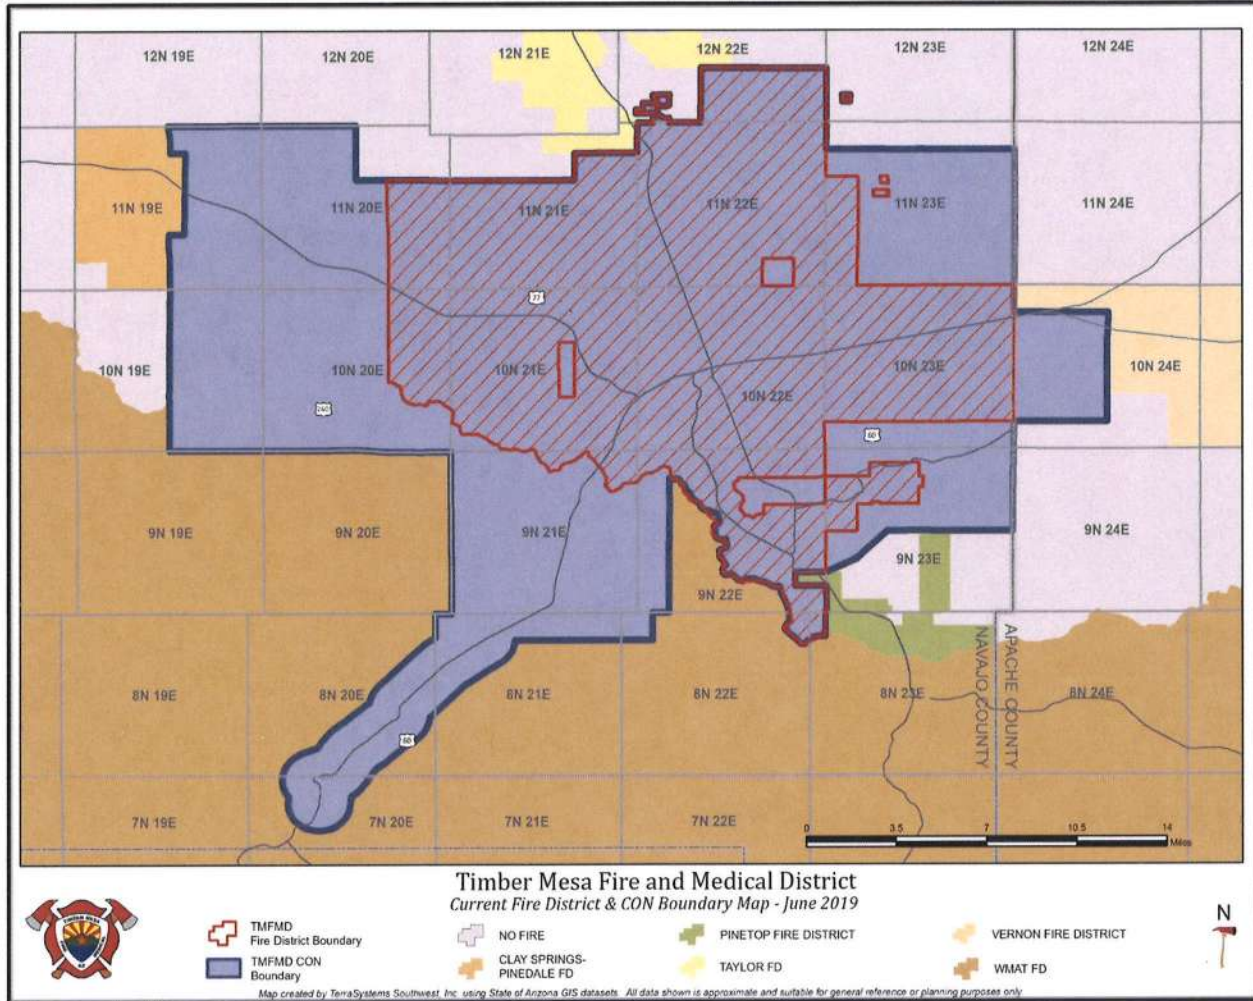 12N 19E
12N 20E
12N 21E
12N 22E
12N 23E
12N 24E
11N 19E
11N 20E
11N 21E
11N 22E
11N 23E
11N 24E
77
10N 19E
10N 20E
10N 21E
10N 22E
10N 23E
10N 24E
260
60
9N 19E
9N 20E
9N 21E
9N 22E
9N 23E
9N 24E
NAVAJO COUNTY
APACHE COUNTY
8N 19E
8N 20E
8N 21E
8N 22E
8N 23E
8N 24E
60
7N 19E
7N 20E
7N 21E
7N 22E
0 3.5 7 10.5 14
Miles
Timber Mesa Fire and Medical District
Current Fire District & CON Boundary Map - June 2019
TIMBER MESA
TMFMD
Fire District Boundary
TMFMD CON
Boundary
NO FIRE
CLAY SPRINGS-
PINEDALE FD
PINETOP FIRE DISTRICT
TAYLOR FD
VERNON FIRE DISTRICT
WMAT FD
N
Map created by TerraSystems Southwest, Inc. using State of Arizona GIS datasets. All data shown is approximate and suitable for general reference or planning purposes only